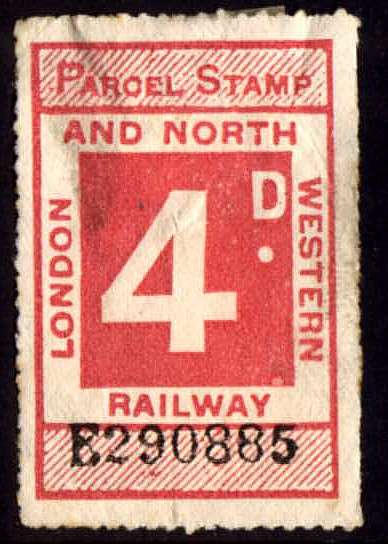 PARCEL STAMP
LONDON
AND NORTH
WESTERN
RAILWAY
4D.
E290885